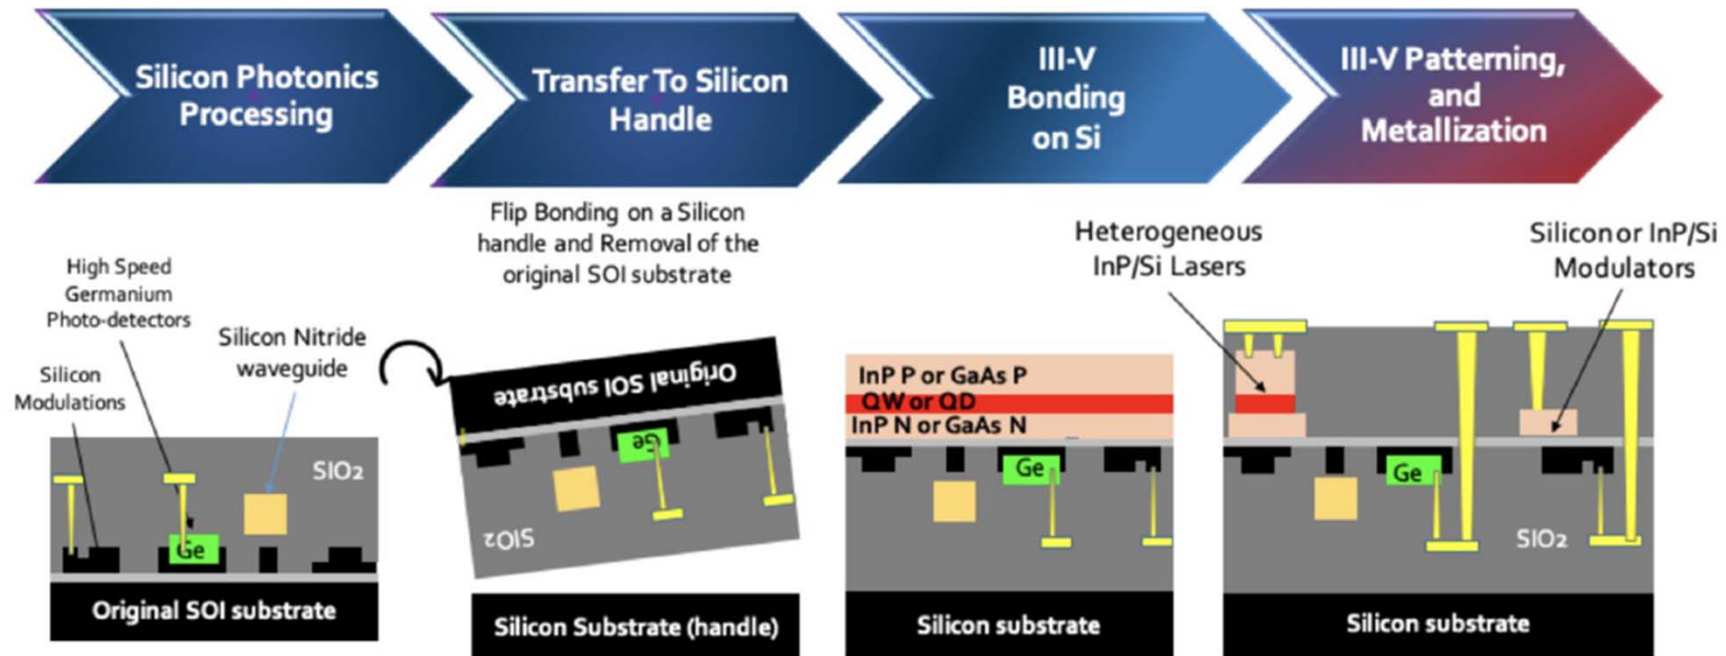 Silicon Photonics
Processing
Transfer To Silicon
Handle
III-V
Bonding
on Si
III-V Patterning,
and
Metallization
High Speed
Germanium
Photo-detectors
Silicon
Modulations
Silicon Nitride
waveguide
SIO2
Ge
Original SOI substrate
Flip Bonding on a Silicon
handle and Removal of the
original SOI substrate
Original SOI substrate
Ge
SIO2
Silicon Substrate (handle)
InP P or GaAs P
QW or QD
InP N or GaAs N
Ge
Silicon substrate
Heterogeneous
InP/Si Lasers
Silicon or InP/Si
Modulators
Ge
SIO2
Silicon substrate